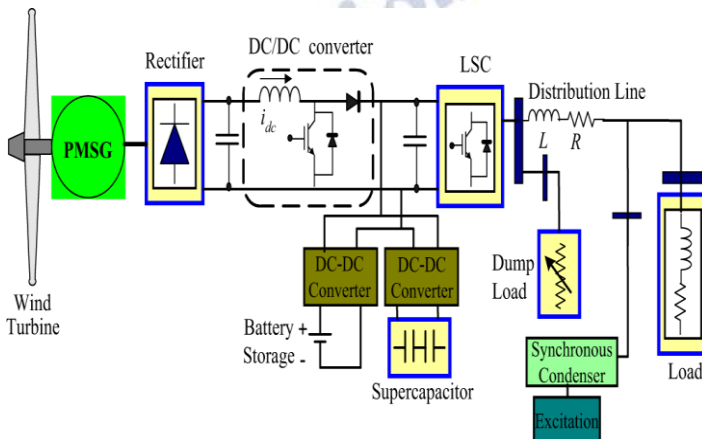 DC/DC converter
Rectifier
LSC
Distribution Line
i_dc
L
R
PMSG
Dump
Load
DC-DC
Converter
DC-DC
Converter
Wind
Turbine
Battery +
Storage -
Supercapacitor
Synchronous
Condenser
Load
Excitation